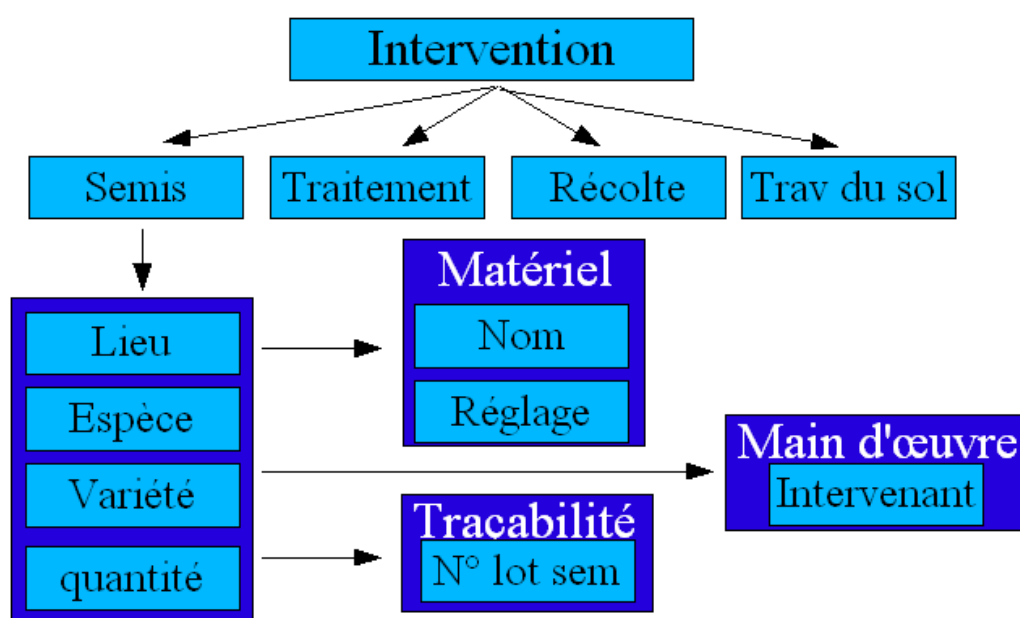 Intervention
Semis
Traitement
Récolte
Trav du sol
Lieu
Espèce
Variété
quantité
Matériel
Nom
Réglage
Main d'œuvre
Intervenant
Traçabilité
N° lot sem